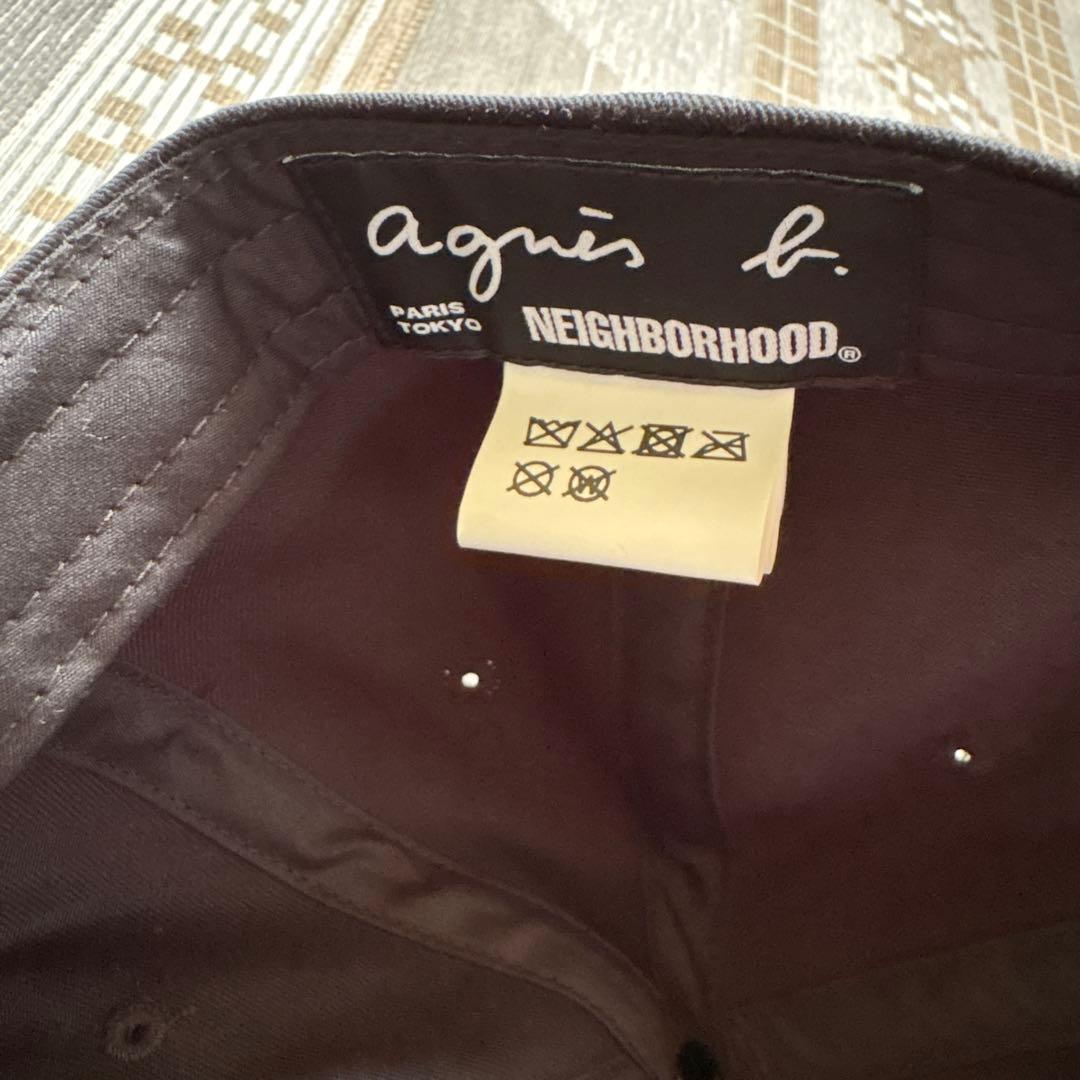 agnès b.
PARIS
TOKYO
NEIGHBORHOOD®
W